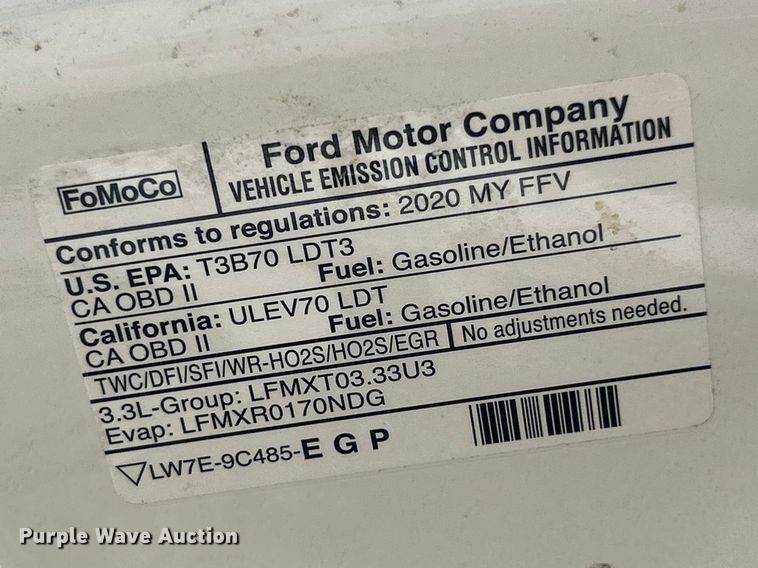 FoMoCo
Ford Motor Company
VEHICLE EMISSION CONTROL INFORMATION
Conforms to regulations: 2020 MY FFV
U.S. EPA: T3B70 LDT3
CA OBD II Fuel: Gasoline/Ethanol
California: ULEV70 LDT
CA OBD II Fuel: Gasoline/Ethanol
TWC/DFI/SFI/WR-HO2S/HO2S/EGR No adjustments needed.
3.3L-Group: LFMXT03.33U3
Evap: LFMXR0170NDG
LW7E-9C485-EGP
Purple Wave Auction